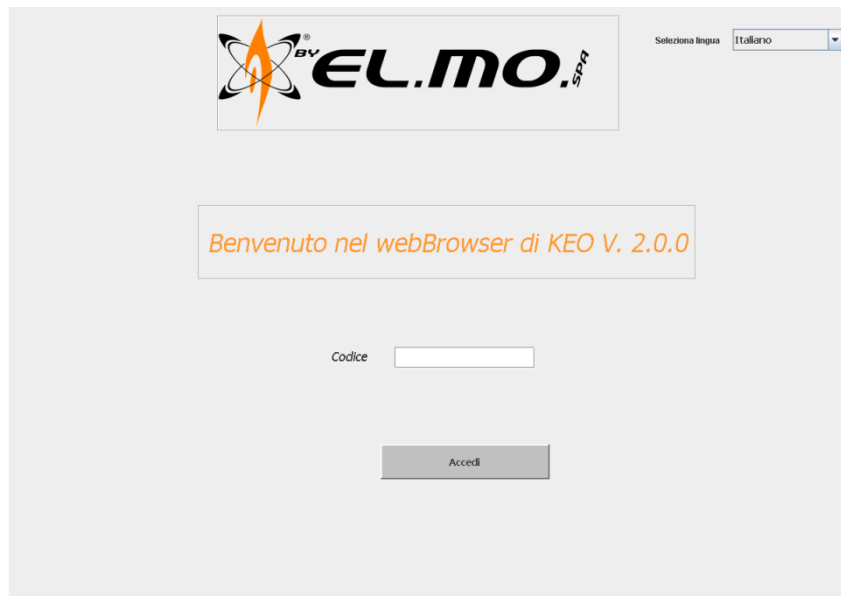 BY EL.MO. SPA ®
Seleziona lingua Italiano
Benvenuto nel webBrowser di KEO V. 2.0.0
Codice
Accedi